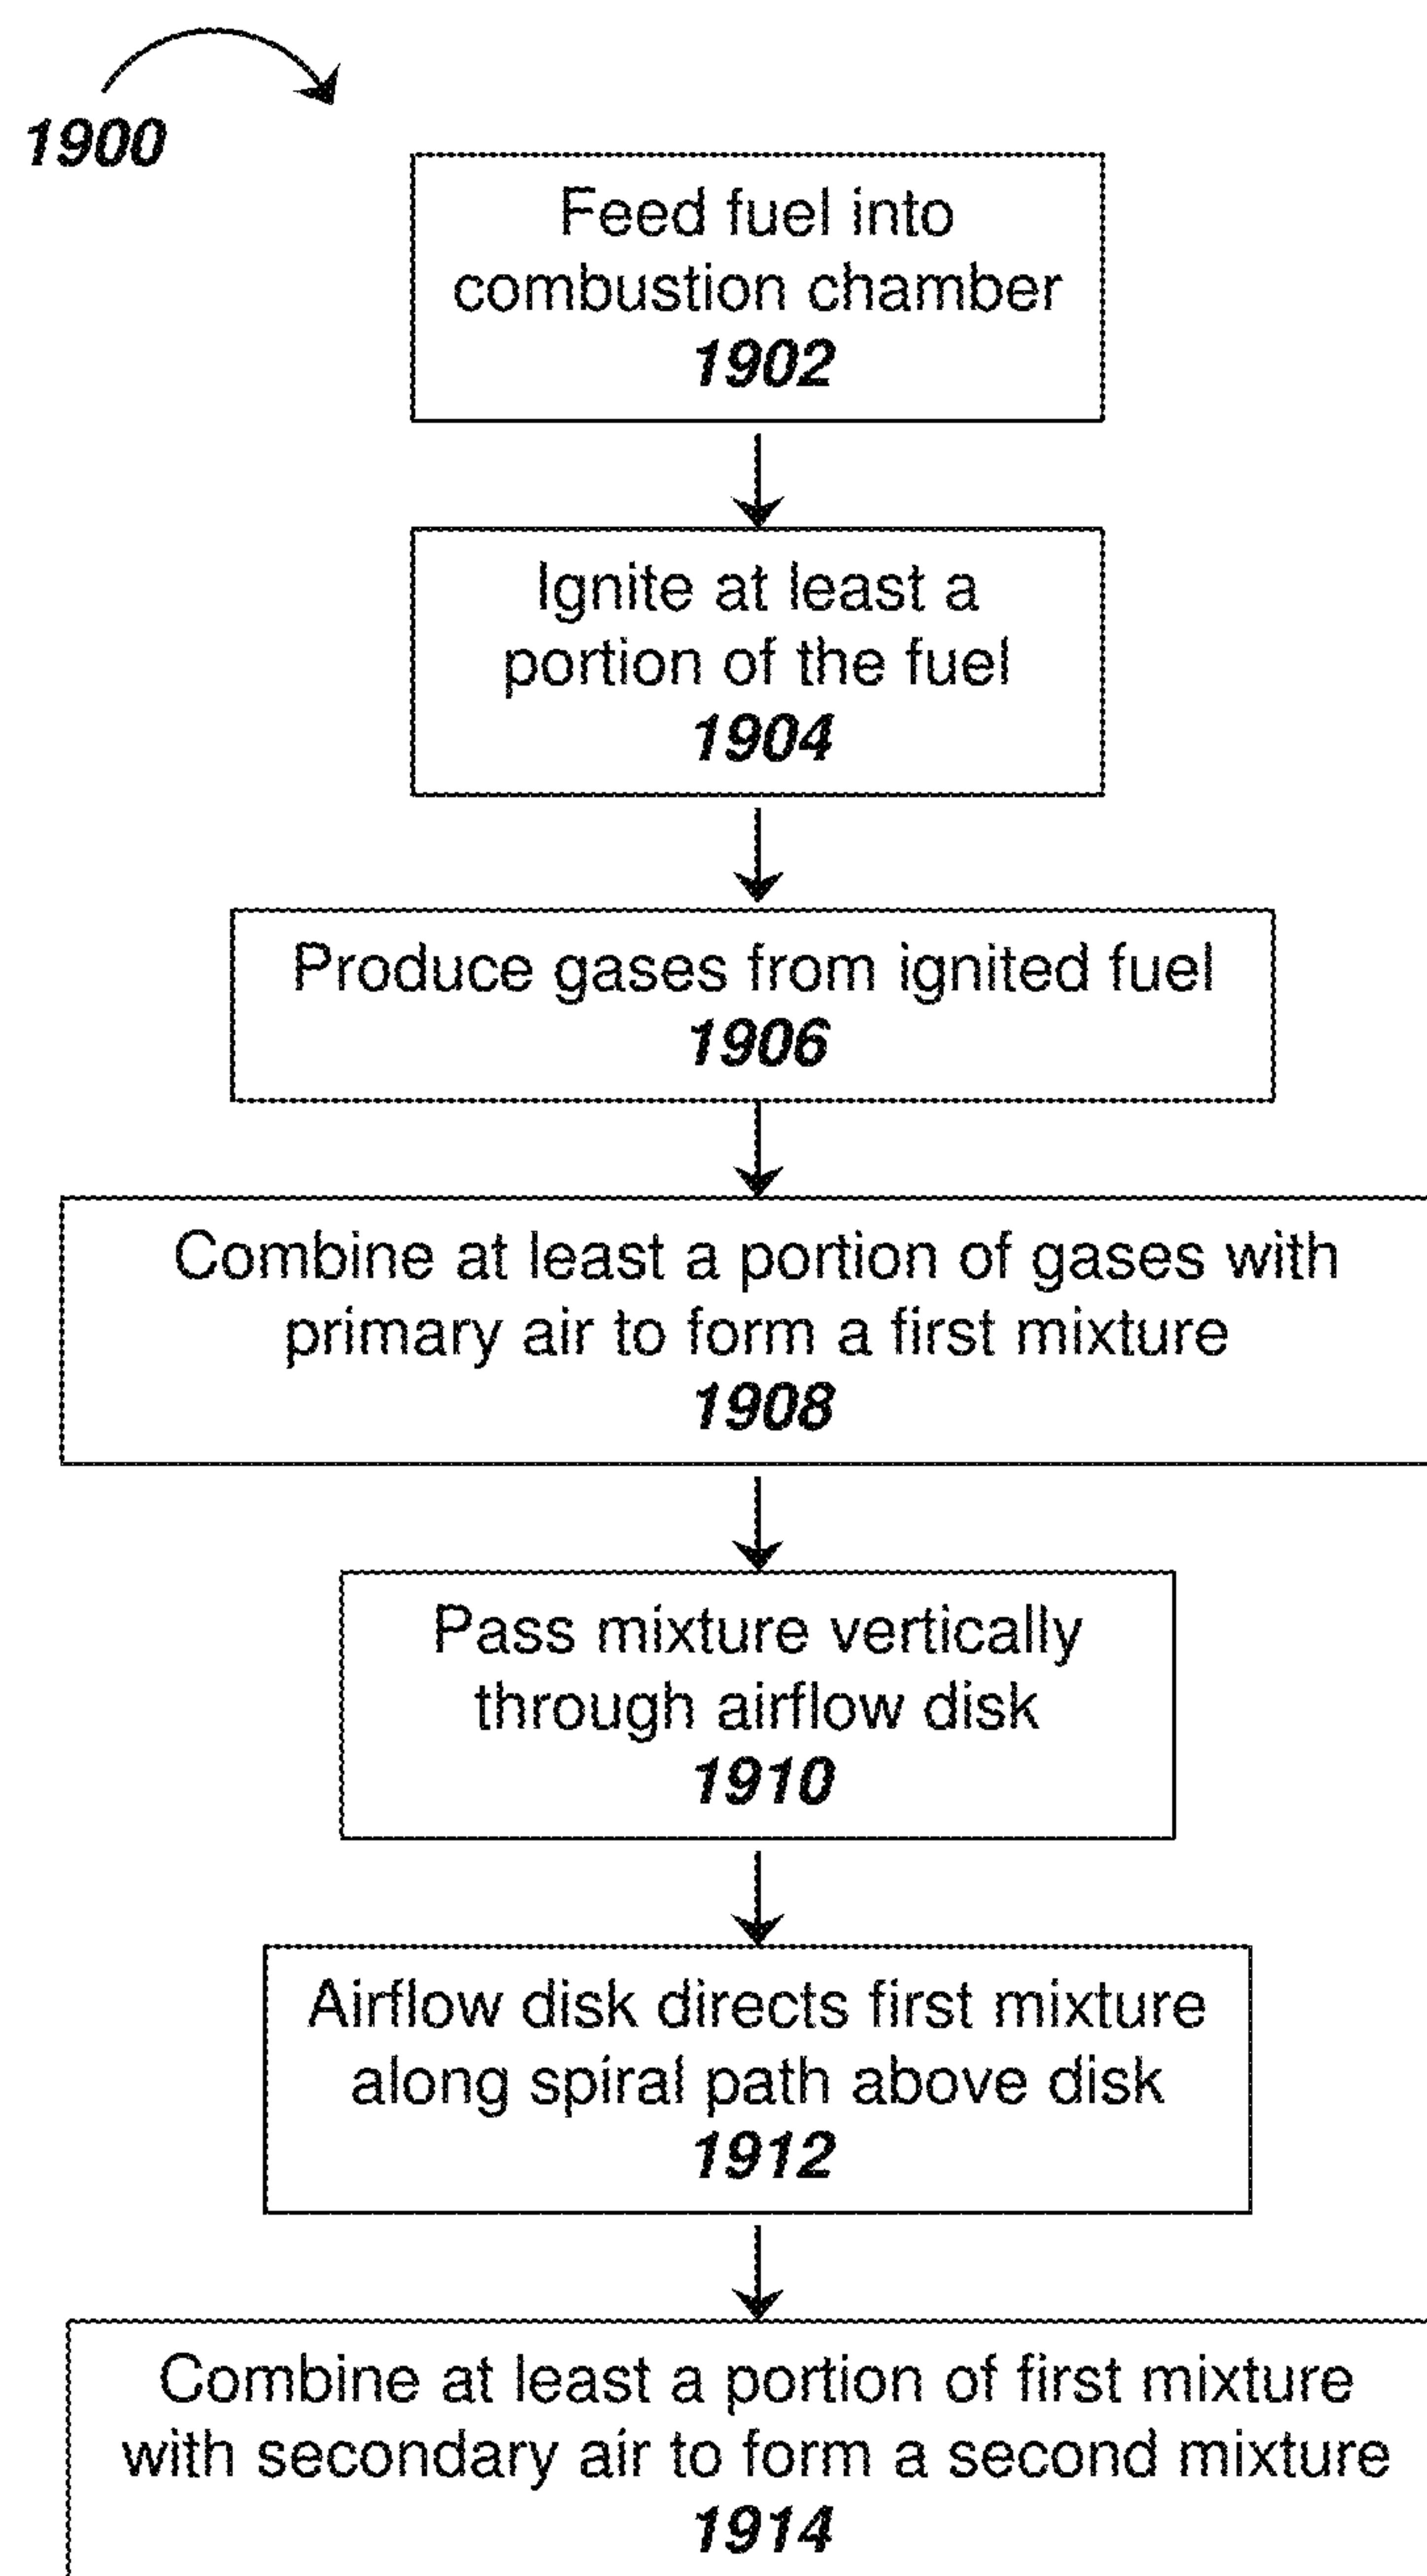 1900
Feed fuel into
combustion chamber
1902
Ignite at least a
portion of the fuel
1904
Produce gases from ignited fuel
1906
Combine at least a portion of gases with
primary air to form a first mixture
1908
Pass mixture vertically
through airflow disk
1910
Airflow disk directs first mixture
along spiral path above disk
1912
Combine at least a portion of first mixture
with secondary air to form a second mixture
1914